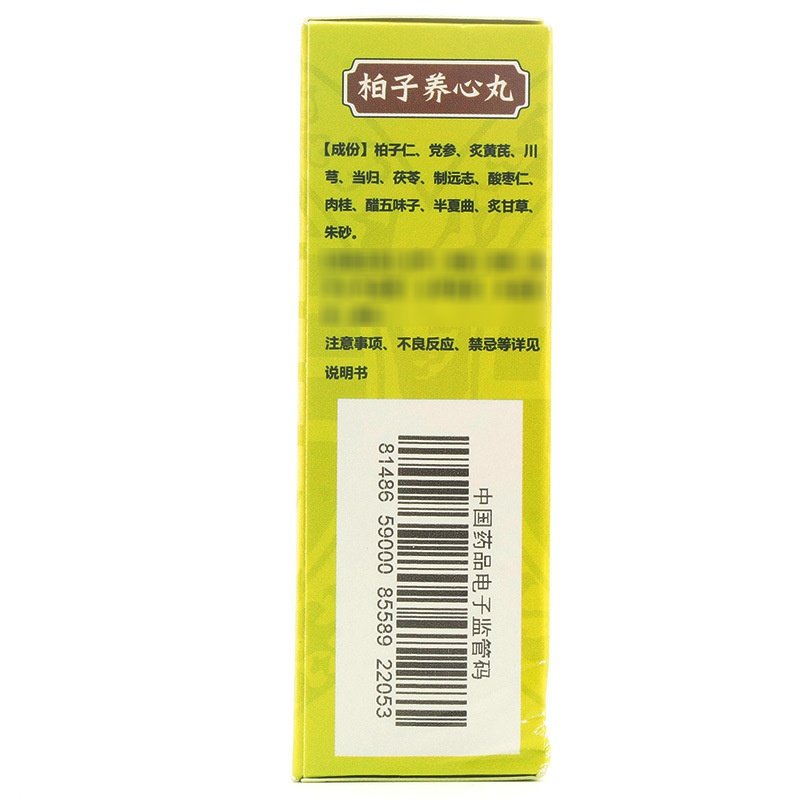 柏子养心丸
【成份】柏子仁、党参、炙黄芪、川
芎、当归、茯苓、制远志、酸枣仁、
肉桂、醋五味子、半夏曲、炙甘草、
朱砂。
注意事项、不良反应、禁忌等详见
说明书
中国药品电子监管码
81486 59000 85589 22053